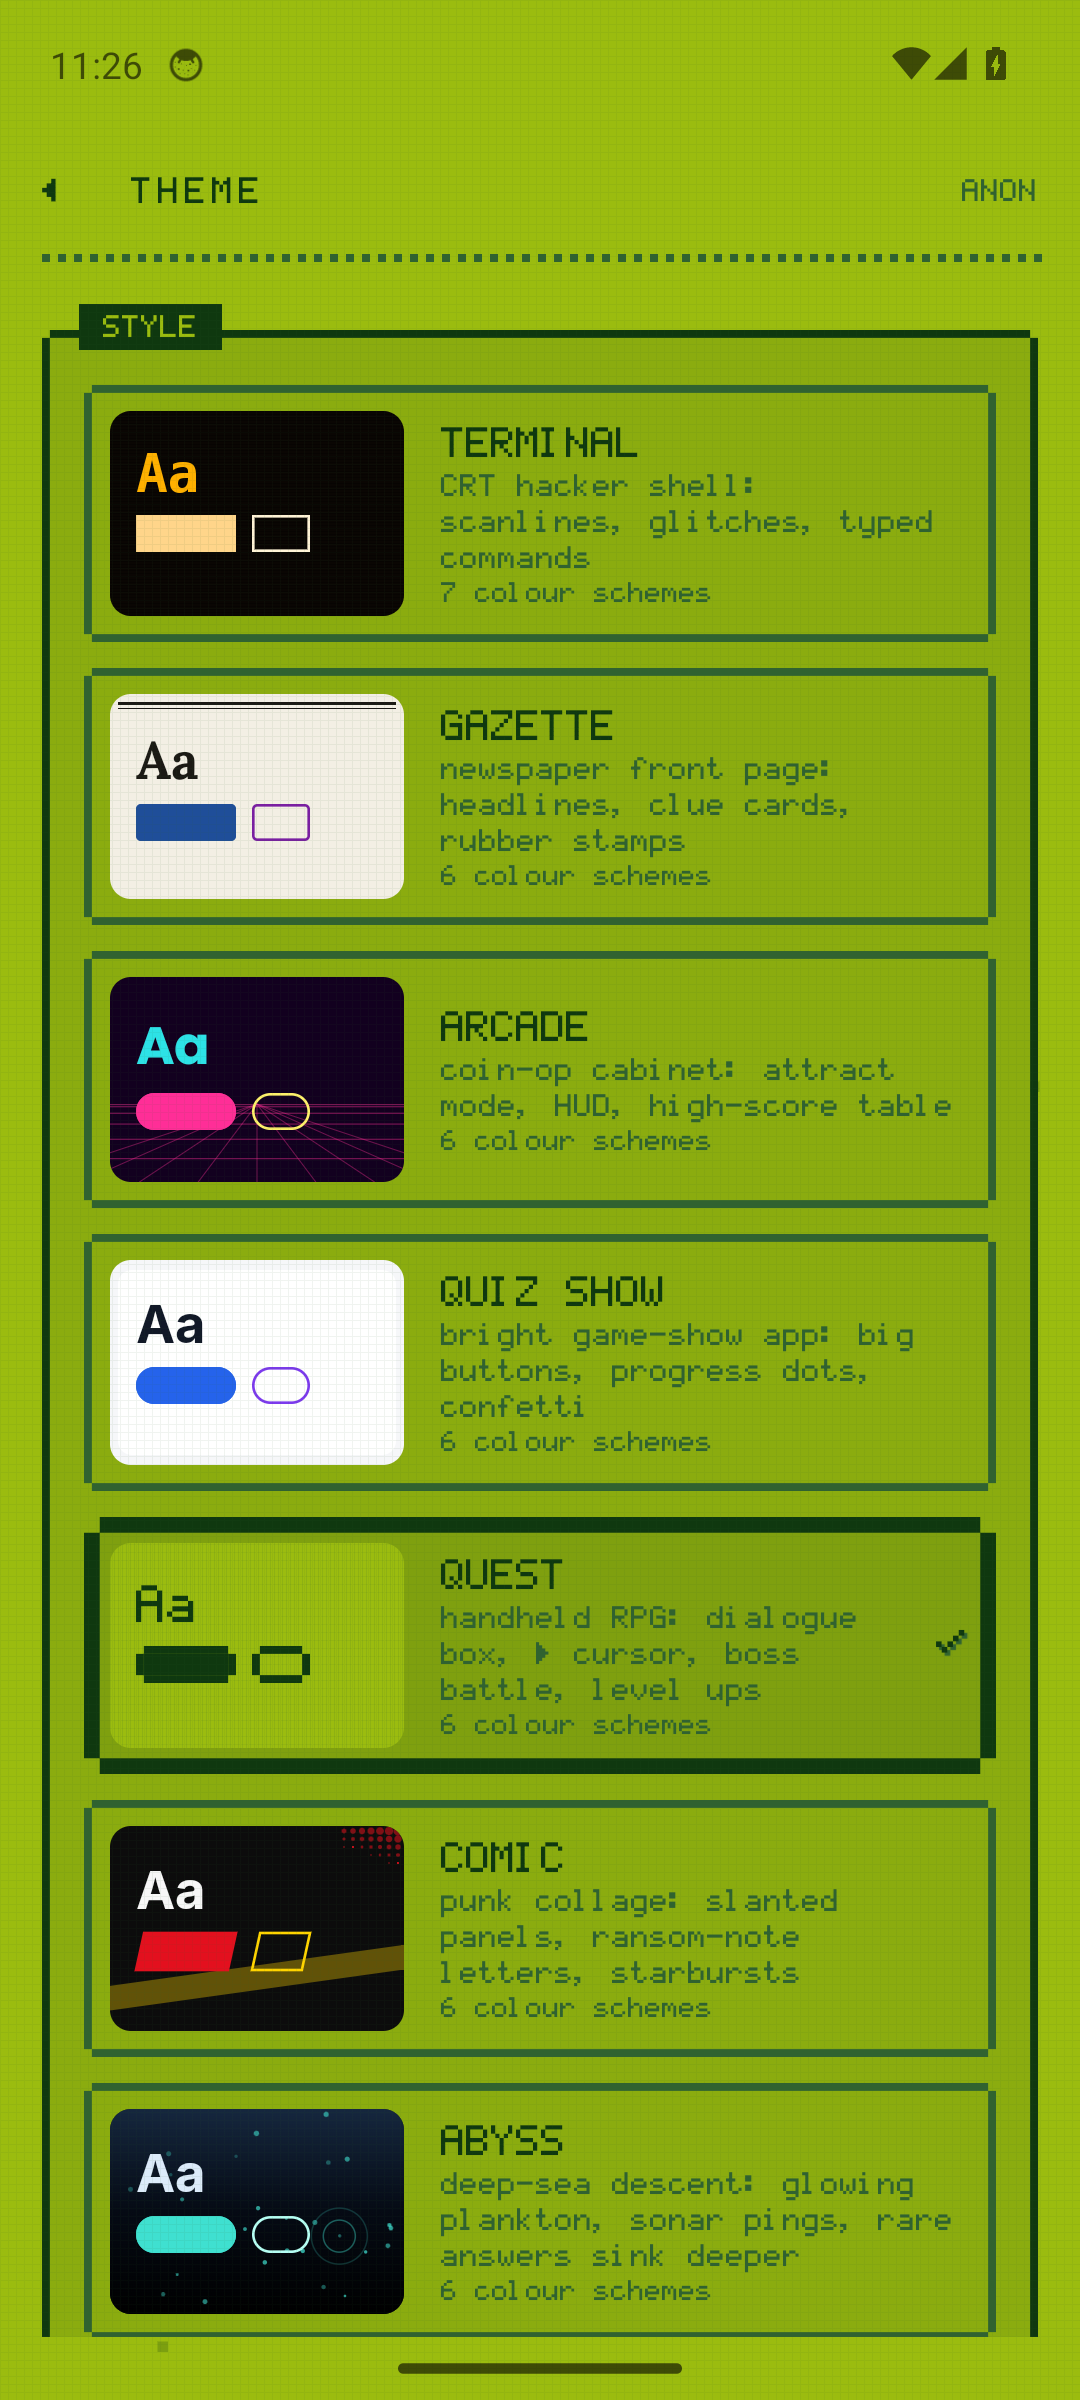 11:26
THEME
ANON
STYLE
Aa
TERMINAL
CRT hacker shell:
scanlines, glitches, typed
commands
7 colour schemes
Aa
GAZETTE
newspaper front page:
headlines, clue cards,
rubber stamps
6 colour schemes
Aa
ARCADE
coin-op cabinet: attract
mode, HUD, high-score table
6 colour schemes
Aa
QUIZ SHOW
bright game-show app: big
buttons, progress dots,
confetti
6 colour schemes
Aa
QUEST
handheld RPG: dialogue
box, ▶ cursor, boss
battle, level ups
6 colour schemes
Aa
COMIC
punk collage: slanted
panels, ransom-note
letters, starbursts
6 colour schemes
Aa
ABYSS
deep-sea descent: glowing
plankton, sonar pings, rare
answers sink deeper
6 colour schemes